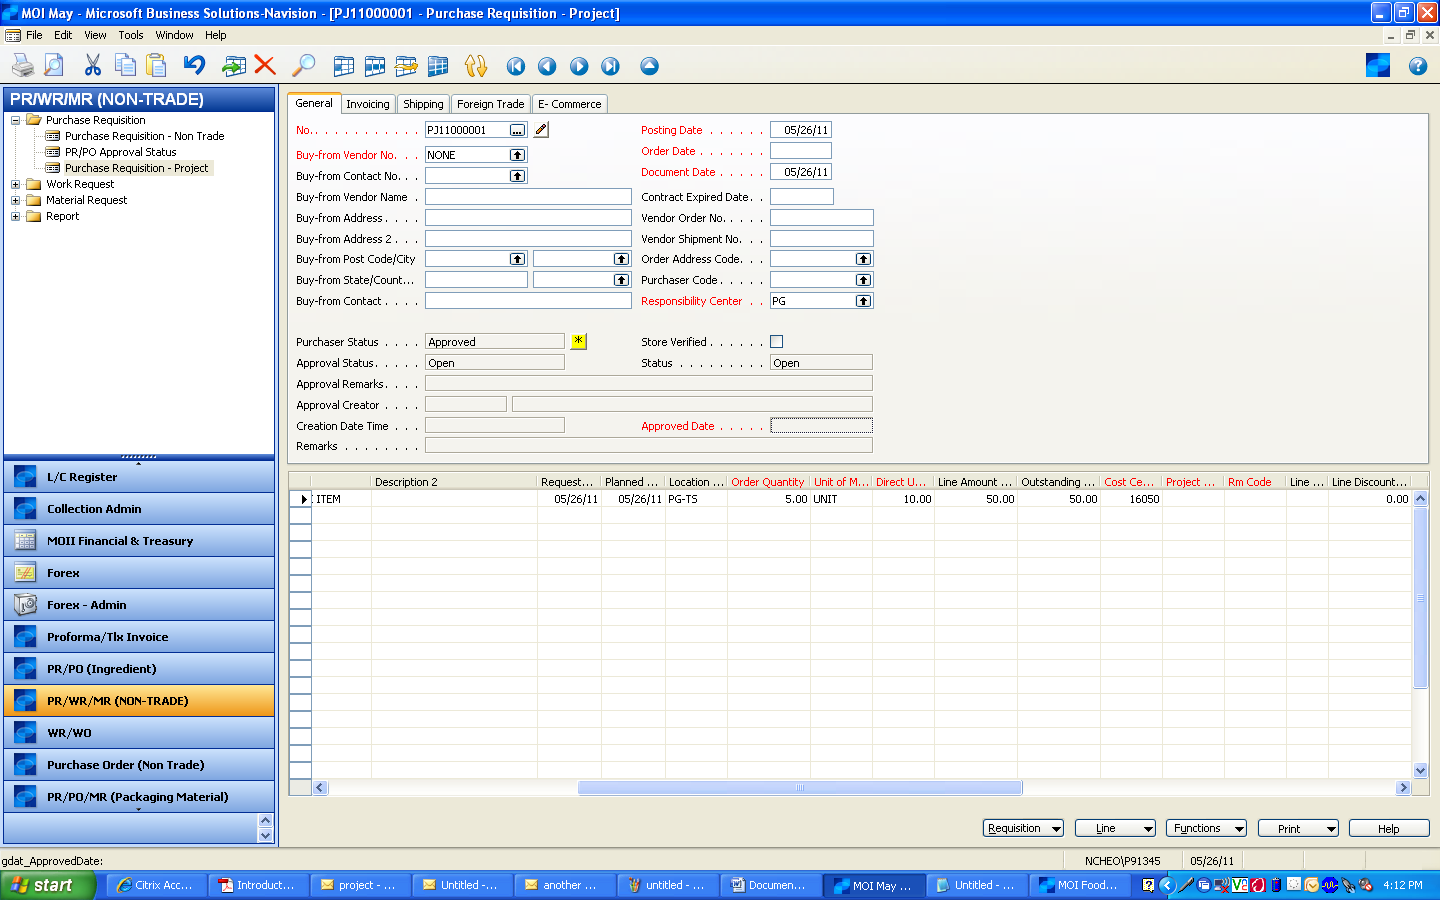 MOI May - Microsoft Business Solutions-Navision - [PJ11000001 - Purchase Requisition - Project]
File Edit View Tools Window Help
PR/WR/MR (NON-TRADE)
Purchase Requisition
Purchase Requisition - Non Trade
PR/PO Approval Status
Purchase Requisition - Project
Work Request
Material Request
Report
L/C Register
Collection Admin
MOII Financial & Treasury
Forex
Forex - Admin
Proforma/Tlx Invoice
PR/PO (Ingredient)
PR/WR/MR (NON-TRADE)
WR/WO
Purchase Order (Non Trade)
PR/PO/MR (Packaging Material)
General Invoicing Shipping Foreign Trade E- Commerce
No. . . . . . . . . . . . PJ11000001 ... Posting Date . . . . . . 05/26/11
Buy-from Vendor No. . . . NONE Order Date . . . . . . .
Buy-from Contact No. . . Document Date . . . . . 05/26/11
Buy-from Vendor Name . Contract Expired Date. . .
Buy-from Address . . . . Vendor Order No. . . . .
Buy-from Address 2 . . . Vendor Shipment No. . .
Buy-from Post Code/City Order Address Code. . .
Buy-from State/Count... Purchaser Code . . . . .
Buy-from Contact . . . . Responsibility Center . . PG
Purchaser Status . . . . Approved * Store Verified . . . . . .
Approval Status. . . . . Open Status . . . . . . . . . Open
Approval Remarks. . . .
Approval Creator . . . .
Creation Date Time . . . Approved Date . . . . .
Remarks . . . . . . . .
Description 2 Request... Planned ... Location ... Order Quantity Unit of M... Direct U... Line Amount ... Outstanding ... Cost Ce... Project ... Rm Code Line ... Line Discount...
ITEM 05/26/11 05/26/11 PG-TS 5.00 UNIT 10.00 50.00 50.00 16050 0.00
Requisition Line Functions Print Help
gdat_ApprovedDate: NCHEO\P91345 05/26/11
start Citrix Acc... Introduct... project - ... Untitled -... another ... untitled - ... Documen... MOI May ... Untitled - ... MOI Food... 4:12 PM